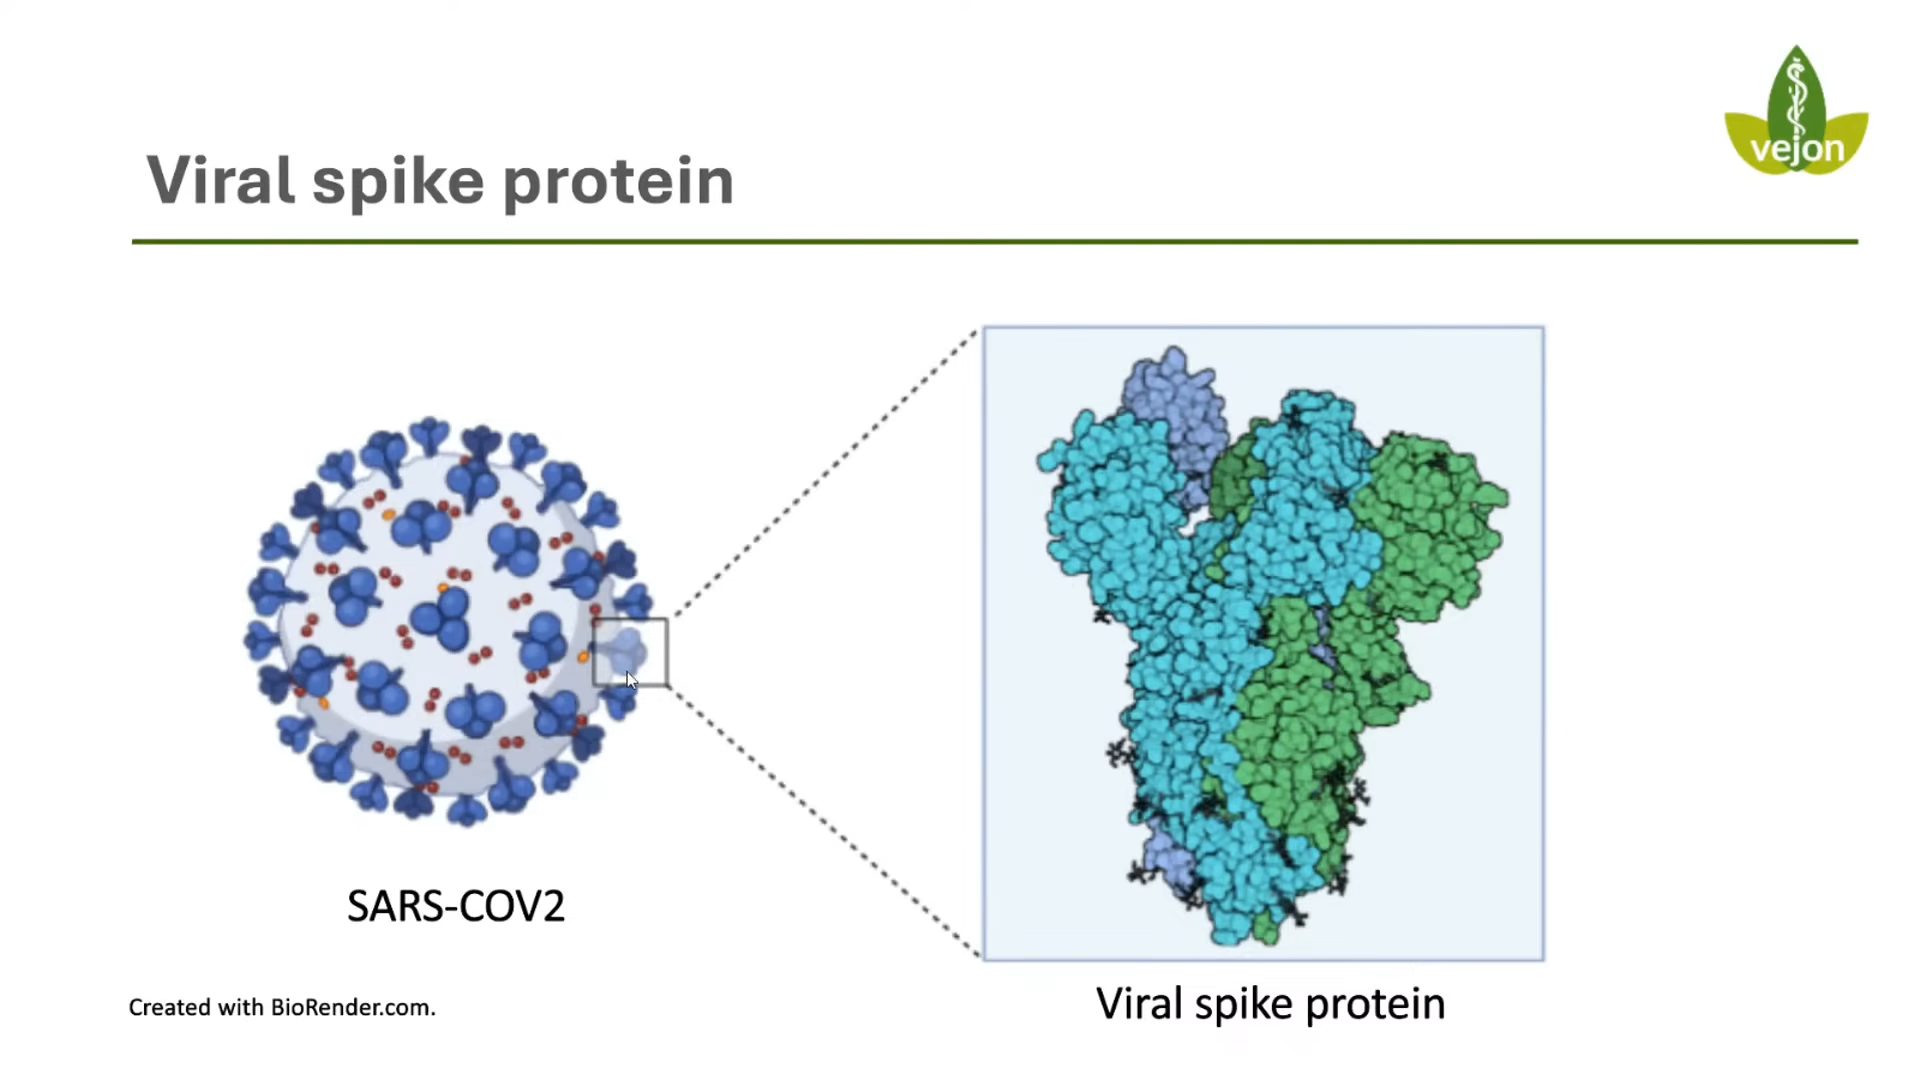 vejon
Viral spike protein
SARS-COV2
Created with BioRender.com.
Viral spike protein